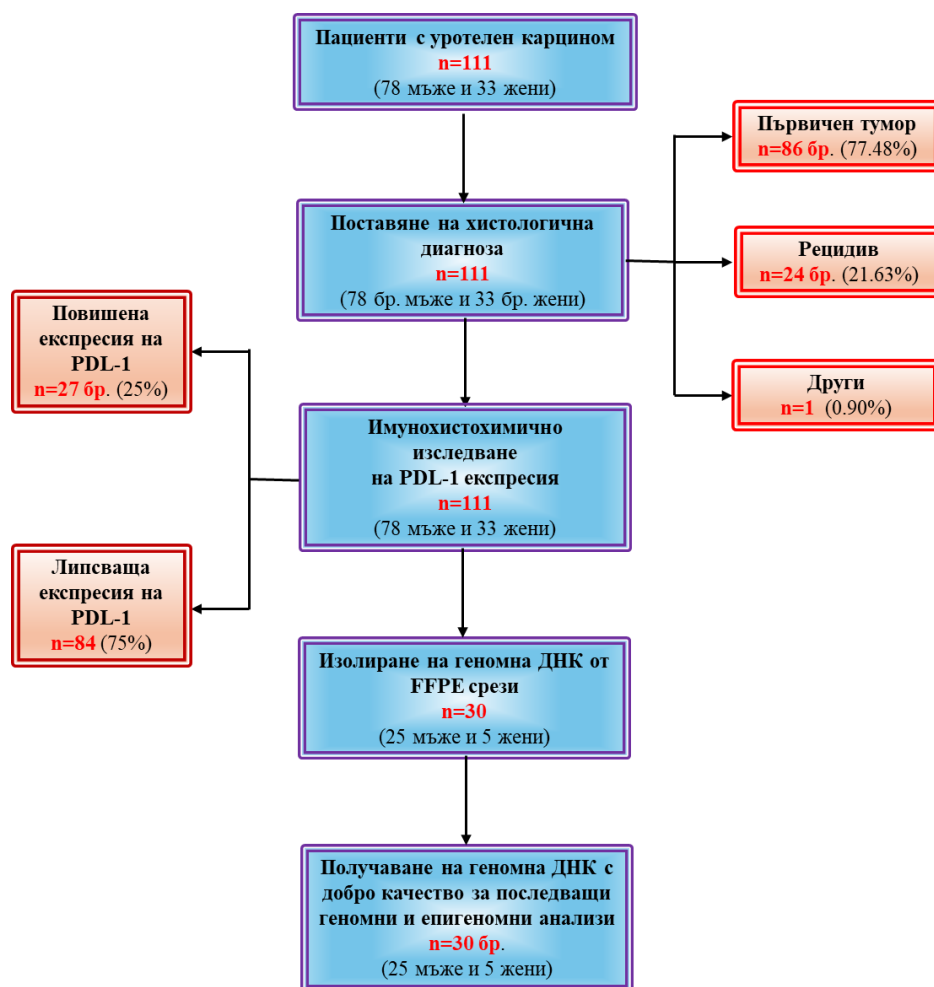 Пациенти с уротелен карцином
n=111
(78 мъже и 33 жени)
Първичен тумор
n=86 бр. (77.48%)
Поставяне на хистологична
диагноза
n=111
(78 бр. мъже и 33 бр. жени)
Рецидив
n=24 бр. (21.63%)
Повишена
експресия на
PDL-1
n=27 бр. (25%)
Други
n=1 (0.90%)
Имунохистохимично
изследване
на PDL-1 експресия
n=111
(78 мъже и 33 жени)
Липсваща
експресия на
PDL-1
n=84 (75%)
Изолиране на геномна ДНК от
FFPE срези
n=30
(25 мъже и 5 жени)
Получаване на геномна ДНК с
добро качество за последващи
геномни и епигеномни анализи
n=30 бр.
(25 мъже и 5 жени)